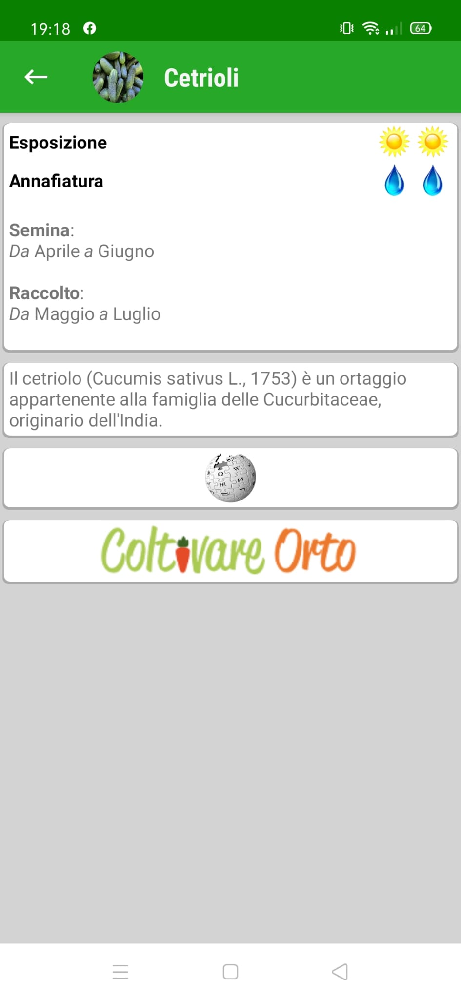 19:18
64
Cetrioli
Esposizione
Annafiatura
Semina:
Da Aprile a Giugno
Raccolto:
Da Maggio a Luglio
Il cetriolo (Cucumis sativus L., 1753) è un ortaggio
appartenente alla famiglia delle Cucurbitaceae,
originario dell'India.
Coltivare Orto